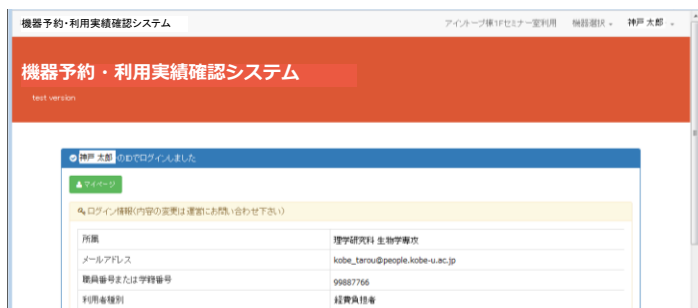 機器予約・利用実績確認システム
アイソトープ棟1Fセミナー室利用 機器選択 神戸 太郎
機器予約・利用実績確認システム
test version
神戸 太郎 のIDでログインしました
マイページ
ログイン情報(内容の変更は運営にお問い合わせ下さい)
所属 理学研究科 生物学専攻
メールアドレス kobe_tarou@people.kobe-u.ac.jp
職員番号または学籍番号 99887766
利用者種別 経費負担者